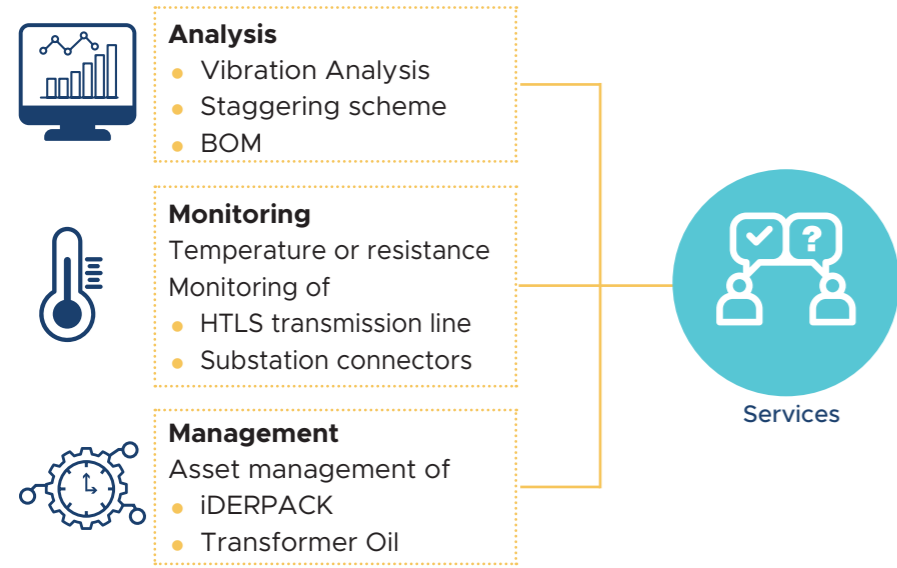 Analysis
Vibration Analysis
Staggering scheme
BOM
Monitoring
Temperature or resistance
Monitoring of
HTLS transmission line
Substation connectors
Management
Asset management of
iDERPACK
Transformer Oil
?
Services